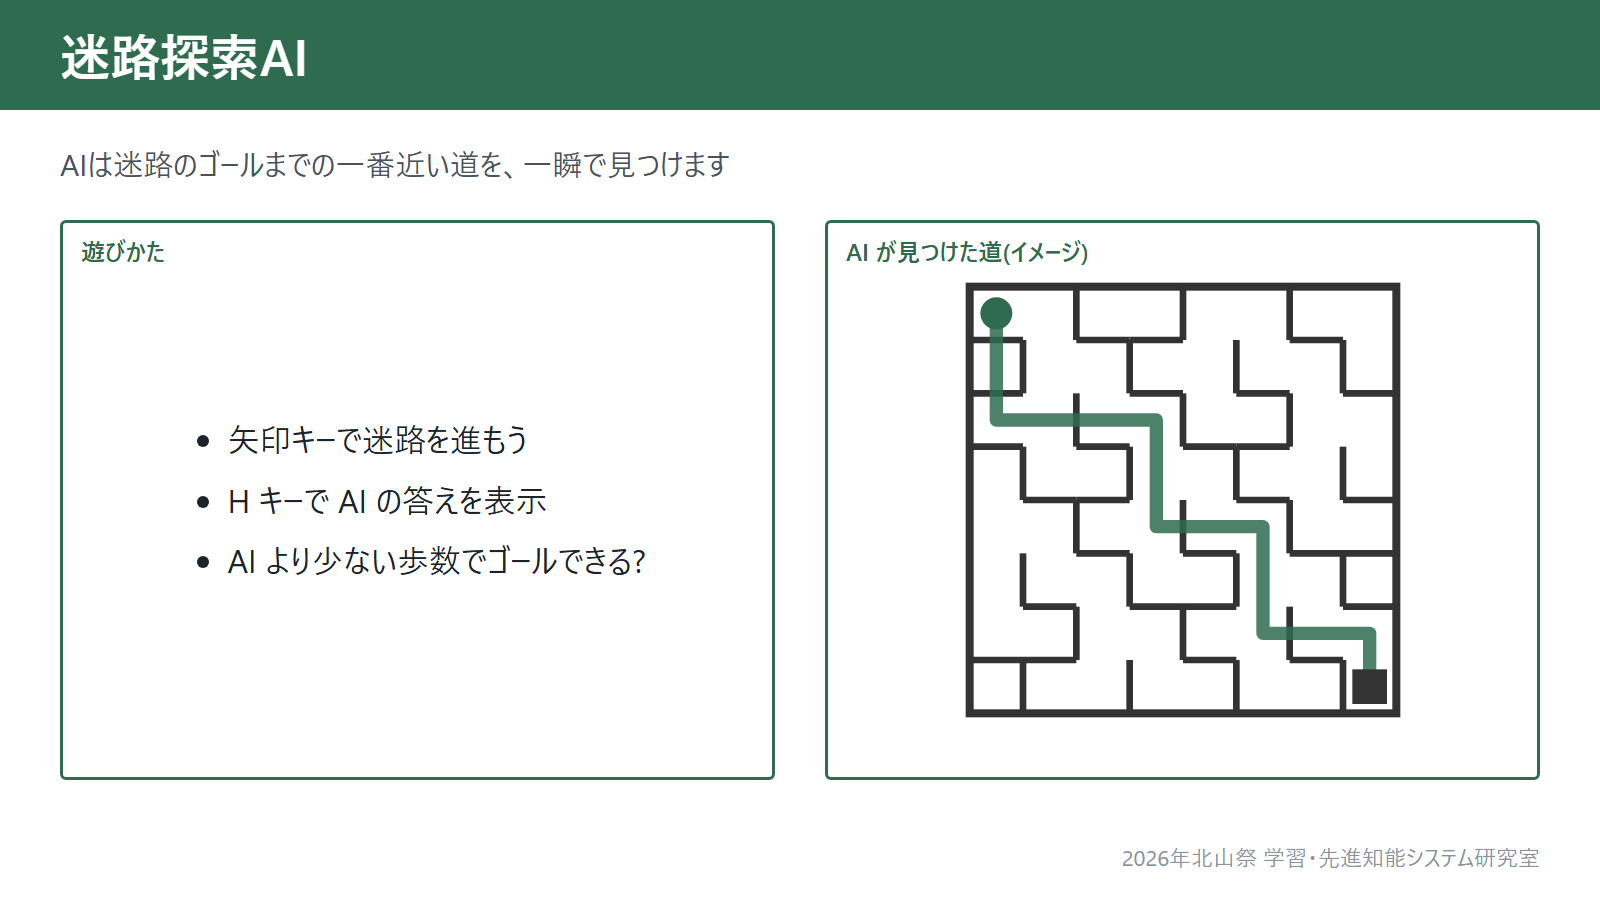 迷路探索AI
AIは迷路のゴールまでの一番近い道を、一瞬で見つけます
遊びかた
矢印キーで迷路を進もう
H キーで AI の答えを表示
AI より少ない歩数でゴールできる?
AI が見つけた道(イメージ)
2026年北山祭 学習・先進知能システム研究室